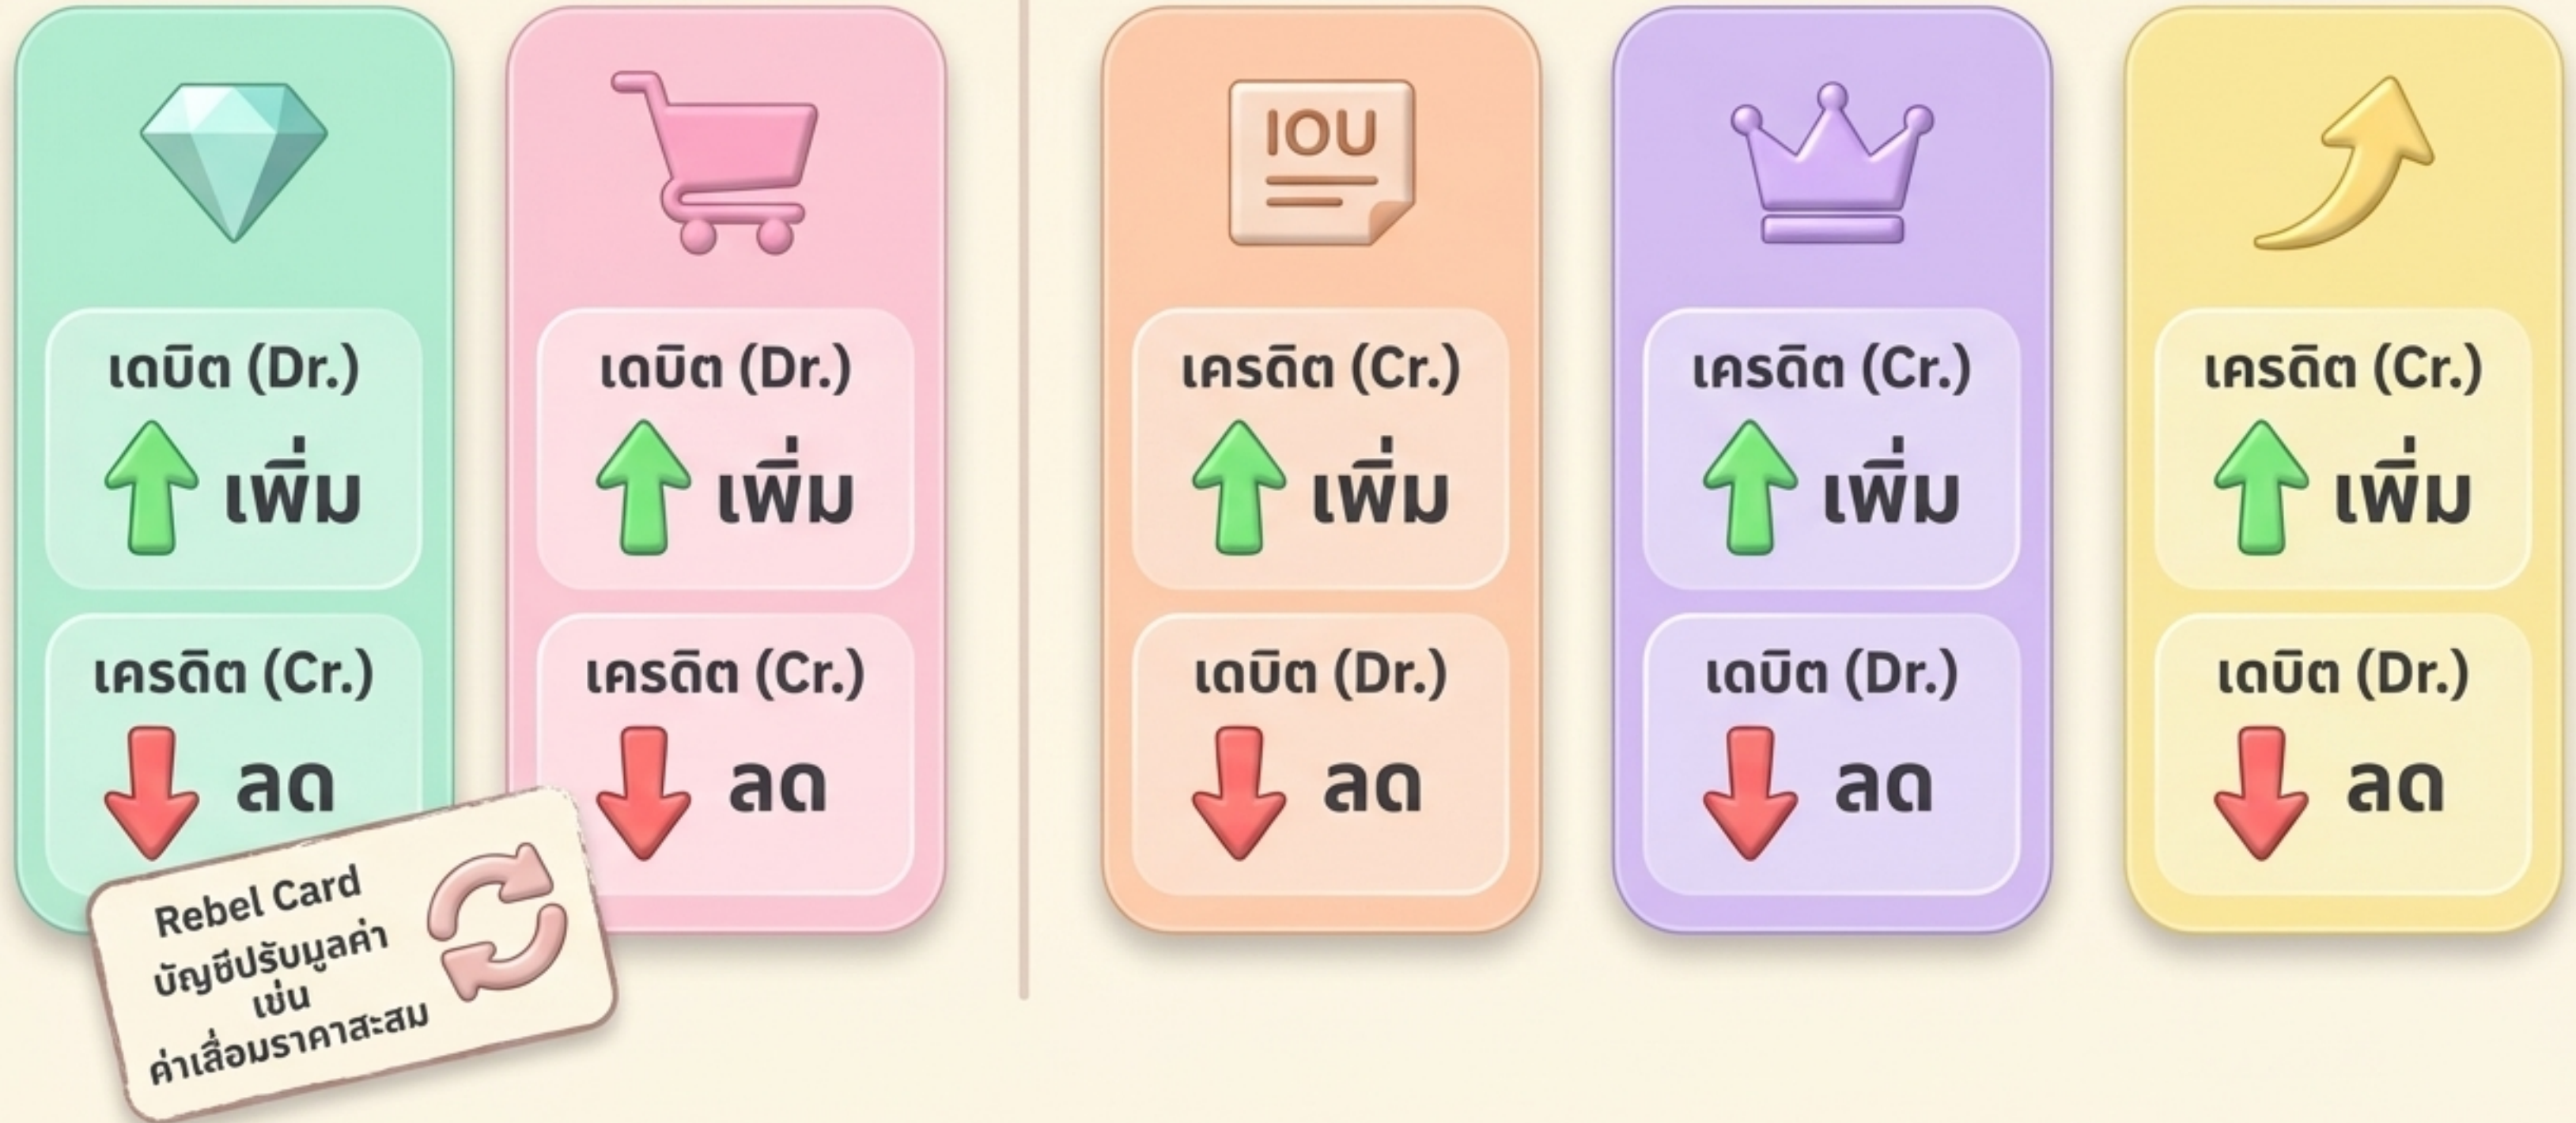 เดบิต (Dr.)
เพิ่ม
เครดิต (Cr.)
ลด
Rebel Card
บัญชีปรับมูลค่า
เช่น
ค่าเสื่อมราคาสะสม
เดบิต (Dr.)
เพิ่ม
เครดิต (Cr.)
ลด
IOU
เครดิต (Cr.)
เพิ่ม
เดบิต (Dr.)
ลด
เครดิต (Cr.)
เพิ่ม
เดบิต (Dr.)
ลด
เครดิต (Cr.)
เพิ่ม
เดบิต (Dr.)
ลด